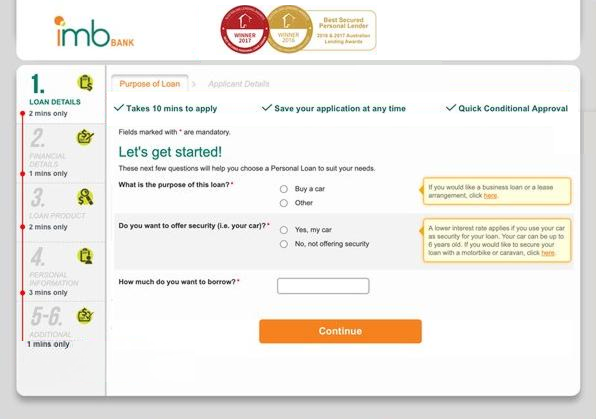 imb BANK
WINNER
2017
WINNER
2016
Best Secured
Personal Lender
2016 & 2017 Australian
Lending Awards
1.
LOAN DETAILS
2 mins only
2.
FINANCIAL
DETAILS
1 mins only
3.
LOAN PRODUCT
2 mins only
4.
PERSONAL
INFORMATION
3 mins only
5-6.
ADDITIONAL
1 mins only
Purpose of Loan > Applicant Details
Takes 10 mins to apply Save your application at any time Quick Conditional Approval
Fields marked with * are mandatory.
Let's get started!
These next few questions will help you choose a Personal Loan to suit your needs.
What is the purpose of this loan?*
Buy a car
Other
If you would like a business loan or a lease
arrangement, click here.
Do you want to offer security (i.e. your car)?*
Yes, my car
No, not offering security
A lower interest rate applies if you use your car
as security for your loan. Your car can be up to
6 years old. If you would like to secure your
loan with a motorbike or caravan, click here.
How much do you want to borrow?*
Continue